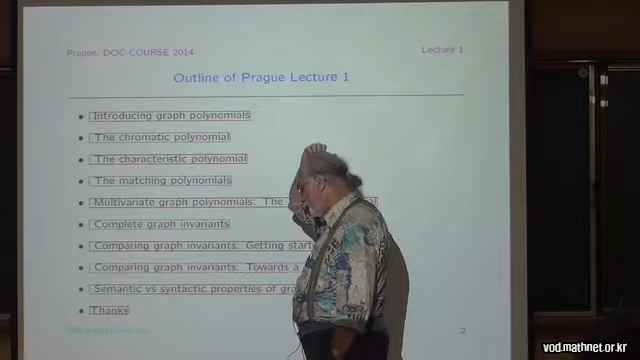 Prague, DOC-COURSE 2014
Lecture 1
Outline of Prague Lecture 1
• Introducing graph polynomials
• The chromatic polynomial
• The characteristic polynomial
• The matching polynomials
• Multivariate graph polynomials: The
• Complete graph invariants
• Comparing graph invariants: Getting start
• Comparing graph invariants: Towards a
• Semantic vs syntactic properties of gra
• Thanks
2
vod.mathnet.or.kr